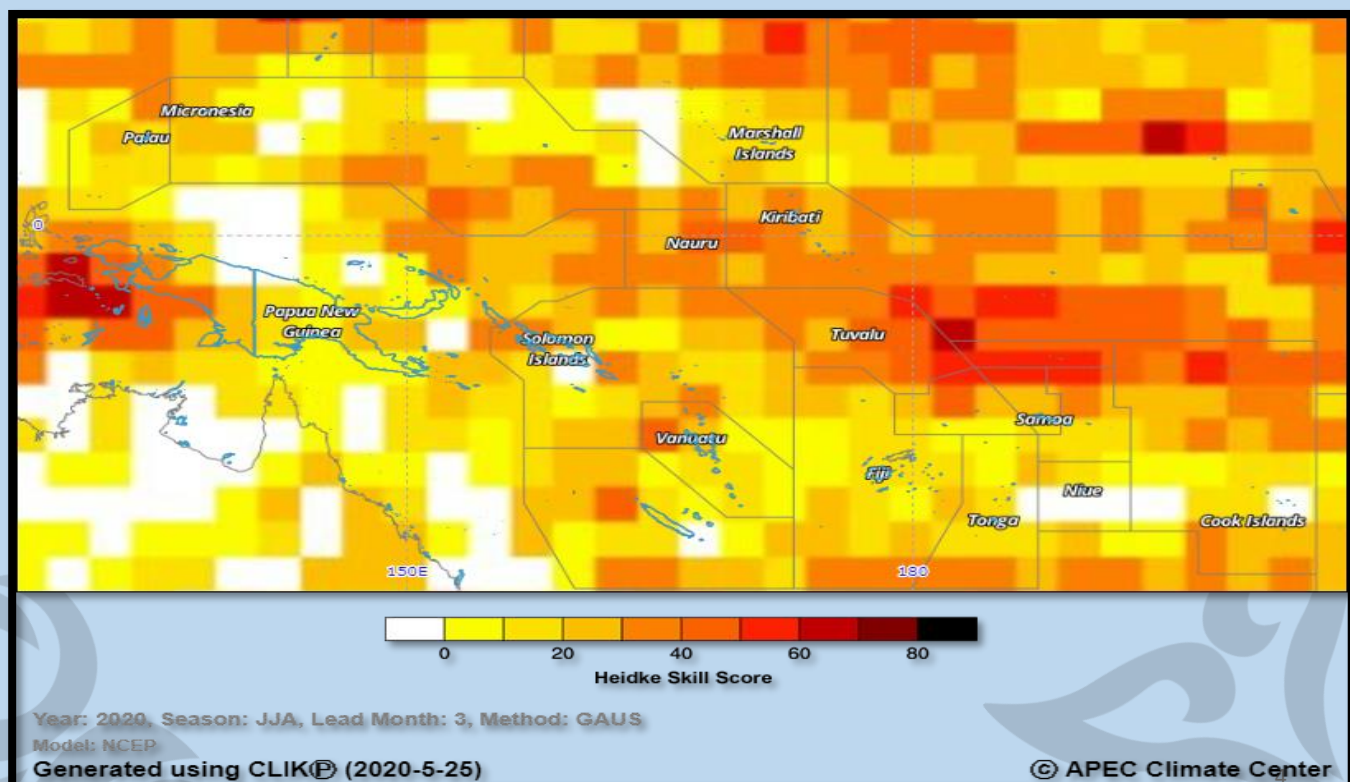 Micronesia
Palau
Marshall
Islands
0
Kiribati
Nauru
Papua New
Guinea
Solomon
Islands
Tuvalu
Samoa
Vanuatu
Fiji
Niue
Tonga
Cook Islands
150E
180
0 20 40 60 80
Heidke Skill Score
Year: 2020, Season: JJA, Lead Month: 3, Method: GAUS
Model: NCEP
Generated using CLIKⓅ (2020-5-25)
© APEC Climate Center